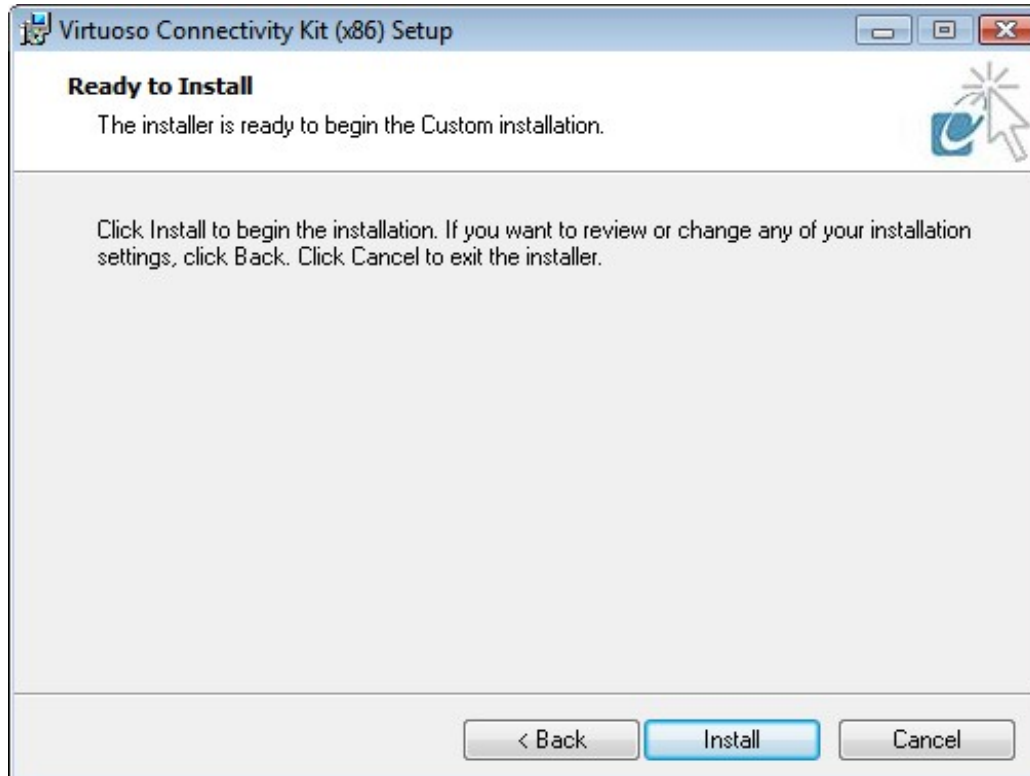 Virtuoso Connectivity Kit (x86) Setup
Ready to Install
The installer is ready to begin the Custom installation.
Click Install to begin the installation. If you want to review or change any of your installation
settings, click Back. Click Cancel to exit the installer.
< Back
Install
Cancel